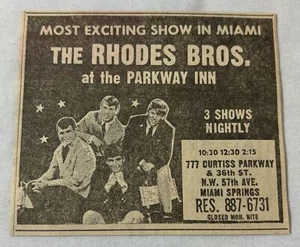 MOST EXCITING SHOW IN MIAMI
THE RHODES BROS.
at the PARKWAY INN
3 SHOWS
NIGHTLY
10:30 12:30 2:15
777 CURTISS PARKWAY
& 36th ST.
N.W. 57th AVE.
MIAMI SPRINGS
RES. 887-6731
CLOSED MON. NITE